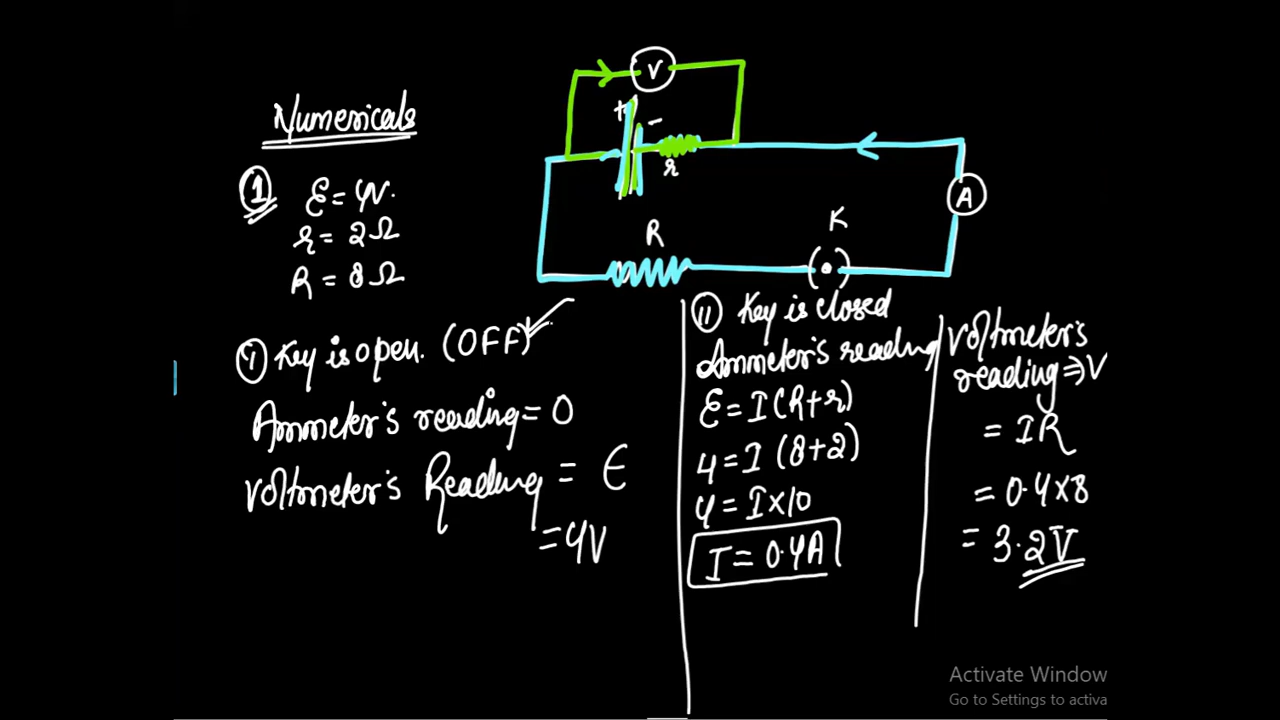 Numericals
① ε = 4V.
r = 2Ω
R = 8Ω
V
+ -
r
A
R
K
(I) Key is open. (OFF)
Ammeter's reading = 0
Voltmeter's Reading = E
= 4V
(II) Key is closed
Ammeter's reading
ε = I(R+r)
4 = I (8+2)
4 = I×10
I = 0.4A
Voltmeter's
reading ⇒ V
= IR
= 0.4×8
= 3.2V
Activate Window
Go to Settings to activa